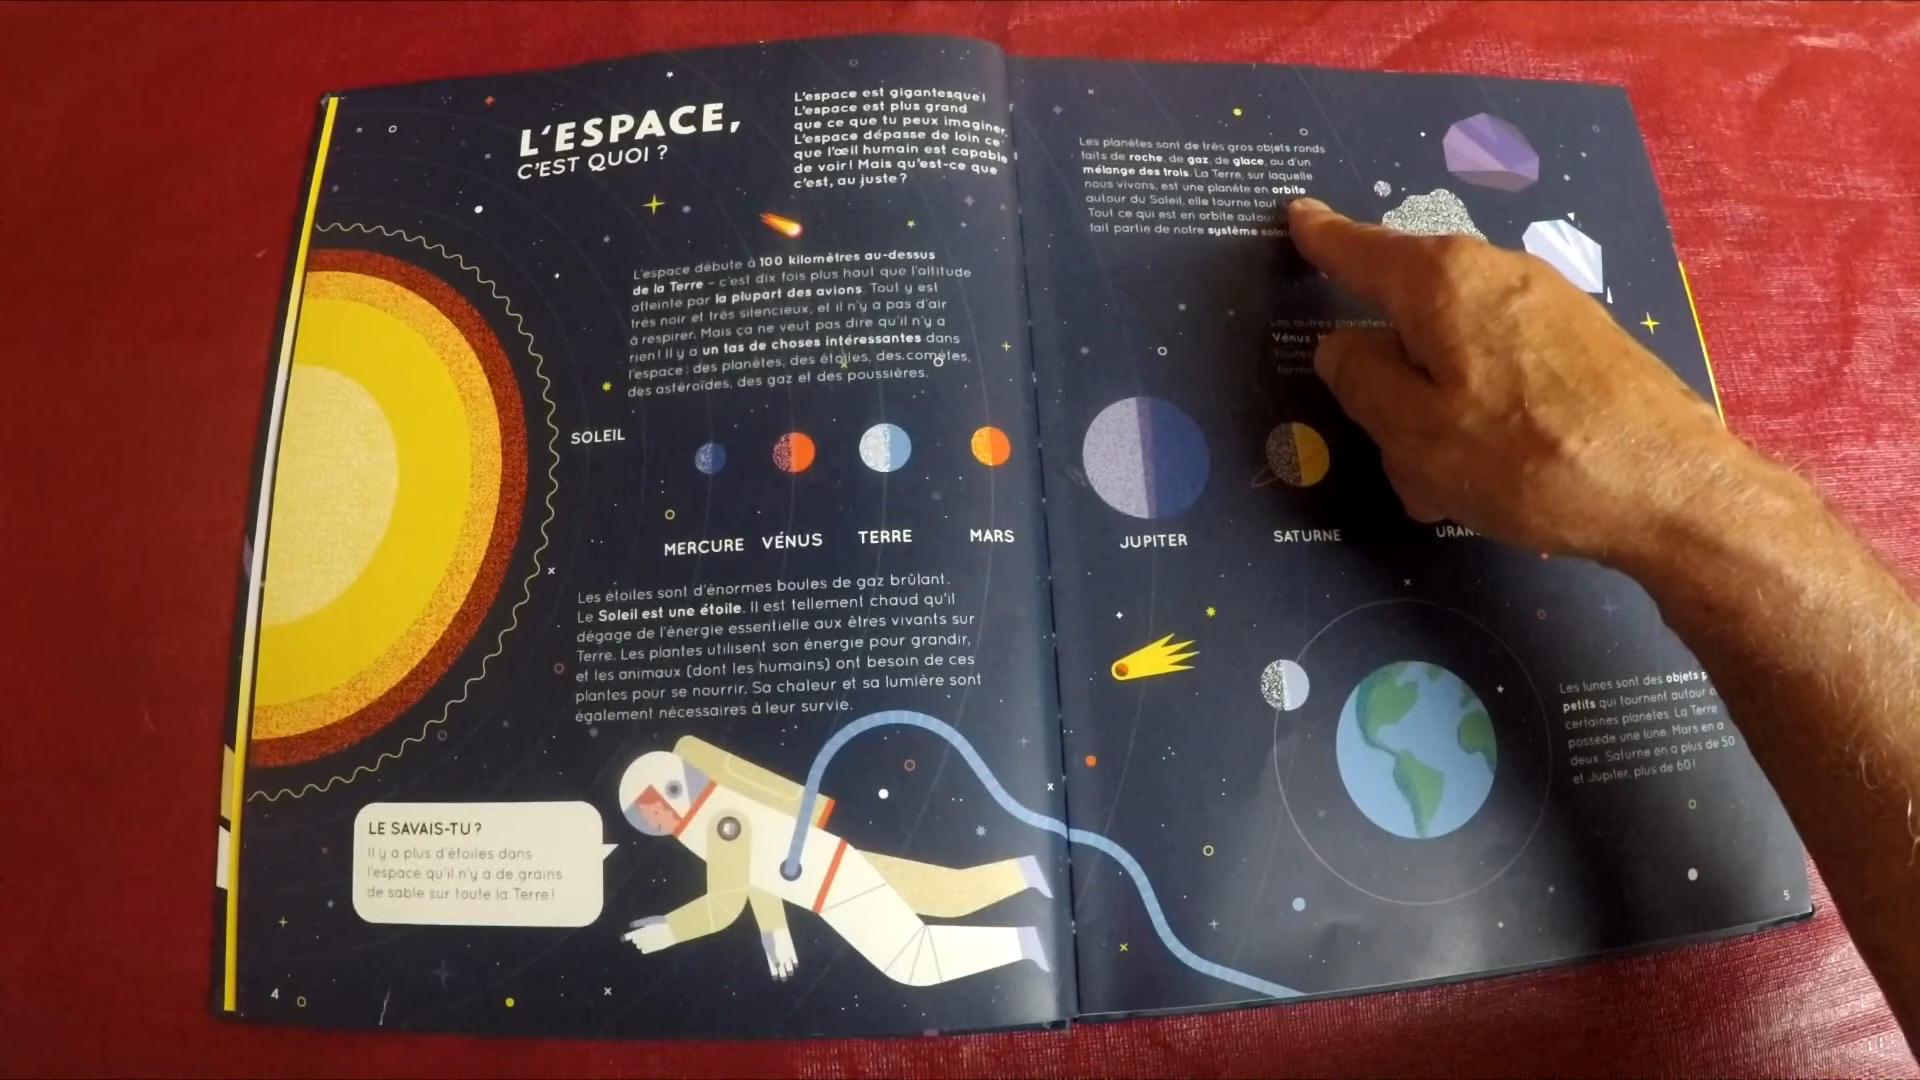 L'ESPACE,
C'EST QUOI ?
L'espace est gigantesque!
L'espace est plus grand
que ce que tu peux imaginer.
L'espace dépasse de loin ce
que l'œil humain est capable
de voir! Mais qu'est-ce que
c'est, au juste?
L'espace débute à 100 kilomètres au-dessus
de la Terre – c'est dix fois plus haut que l'altitude
atteinte par la plupart des avions. Tout y est
très noir et très silencieux, et il n'y a pas d'air
à respirer. Mais ça ne veut pas dire qu'il n'y a
rien! Il y a un tas de choses intéressantes dans
l'espace: des planètes, des étoiles, des comètes,
des astéroïdes, des gaz et des poussières.
SOLEIL
MERCURE
VÉNUS
TERRE
MARS
Les étoiles sont d'énormes boules de gaz brûlant.
Le Soleil est une étoile. Il est tellement chaud qu'il
dégage de l'énergie essentielle aux êtres vivants sur
Terre. Les plantes utilisent son énergie pour grandir,
et les animaux (dont les humains) ont besoin de ces
plantes pour se nourrir. Sa chaleur et sa lumière sont
également nécessaires à leur survie.
LE SAVAIS-TU?
Il y a plus d'étoiles dans
l'espace qu'il n'y a de grains
de sable sur toute la Terre!
4
Les planètes sont de très gros objets ronds
faits de roche, de gaz, de glace, ou d'un
mélange des trois. La Terre, sur laquelle
nous vivons, est une planète en orbite
autour du Soleil, elle tourne tout
Tout ce qui est en orbite autour
fait partie de notre système
Les autres planètes
Vénus
JUPITER
SATURNE
Les lunes sont des objets
petits qui tournent autour
certaines planètes. La Terre
possède une lune, Mars en a
deux. Saturne en a plus de 50
et Jupiter, plus de 60!
5